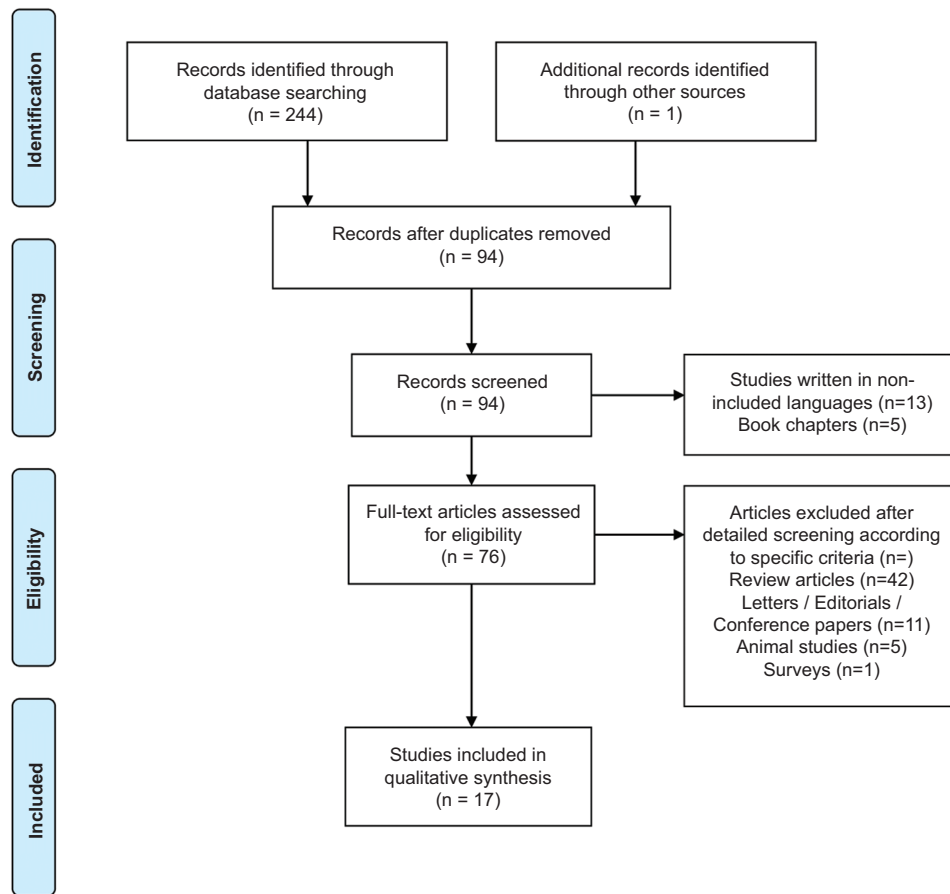 Identification
Records identified through
database searching
(n = 244)
Additional records identified
through other sources
(n = 1)
Records after duplicates removed
(n = 94)
Screening
Records screened
(n = 94)
Studies written in non-
included languages (n=13)
Book chapters (n=5)
Eligibility
Full-text articles assessed
for eligibility
(n = 76)
Articles excluded after
detailed screening according
to specific criteria (n=)
Review articles (n=42)
Letters / Editorials /
Conference papers (n=11)
Animal studies (n=5)
Surveys (n=1)
Included
Studies included in
qualitative synthesis
(n = 17)